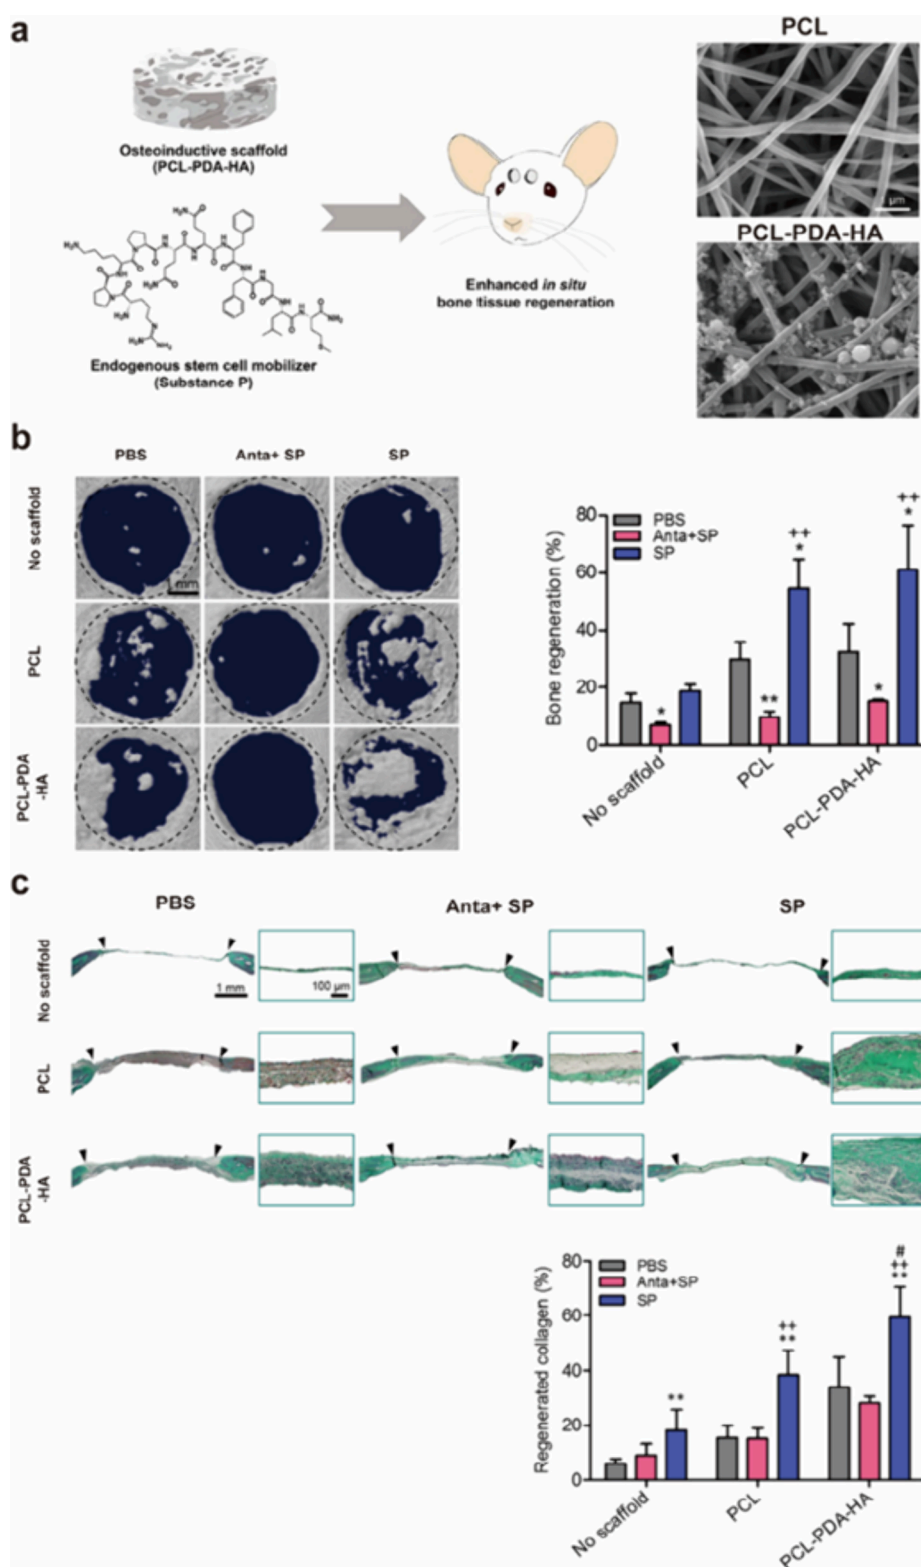 a
Osteoinductive scaffold
(PCL-PDA-HA)
Endogenous stem cell mobilizer
(Substance P)
Enhanced in situ
bone tissue regeneration
PCL
µm
PCL-PDA-HA
b
PBS
Anta+ SP
SP
No scaffold
mm
PCL
PCL-PDA
-HA
Bone regeneration (%)
80
60
40
20
0
PBS
Anta+SP
SP
*
**
++
*
*
++
*
No scaffold
PCL
PCL-PDA-HA
c
PBS
Anta+ SP
SP
No scaffold
1 mm
100 µm
PCL
PCL-PDA
-HA
Regenerated collagen (%)
80
60
40
20
0
PBS
Anta+SP
SP
**
++
**
#
++
**
No scaffold
PCL
PCL-PDA-HA